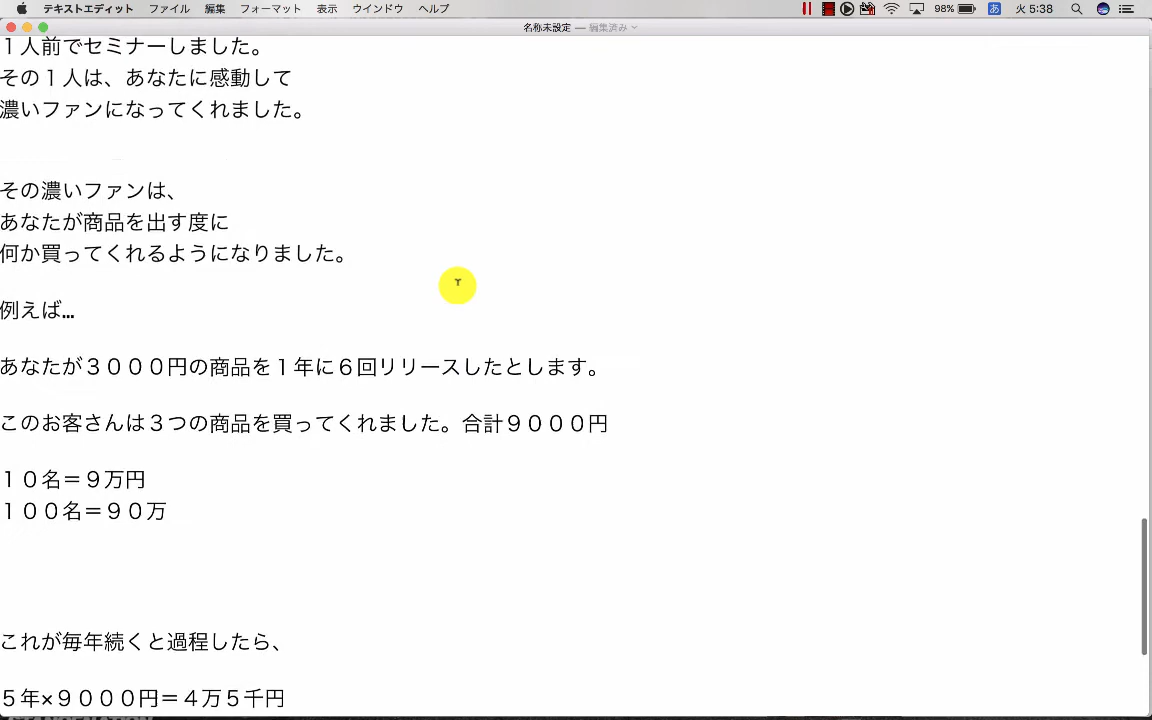 テキストエディット ファイル 編集 フォーマット 表示 ウインドウ ヘルプ 98% あ 火 5:38
名称未設定 — 編集済み
１人前でセミナーしました。
その１人は、あなたに感動して
濃いファンになってくれました。
その濃いファンは、
あなたが商品を出す度に
何か買ってくれるようになりました。
例えば...
あなたが３０００円の商品を１年に６回リリースしたとします。
このお客さんは３つの商品を買ってくれました。合計９０００円
１０名＝９万円
１００名＝９０万
これが毎年続くと過程したら、
５年×９０００円＝４万５千円